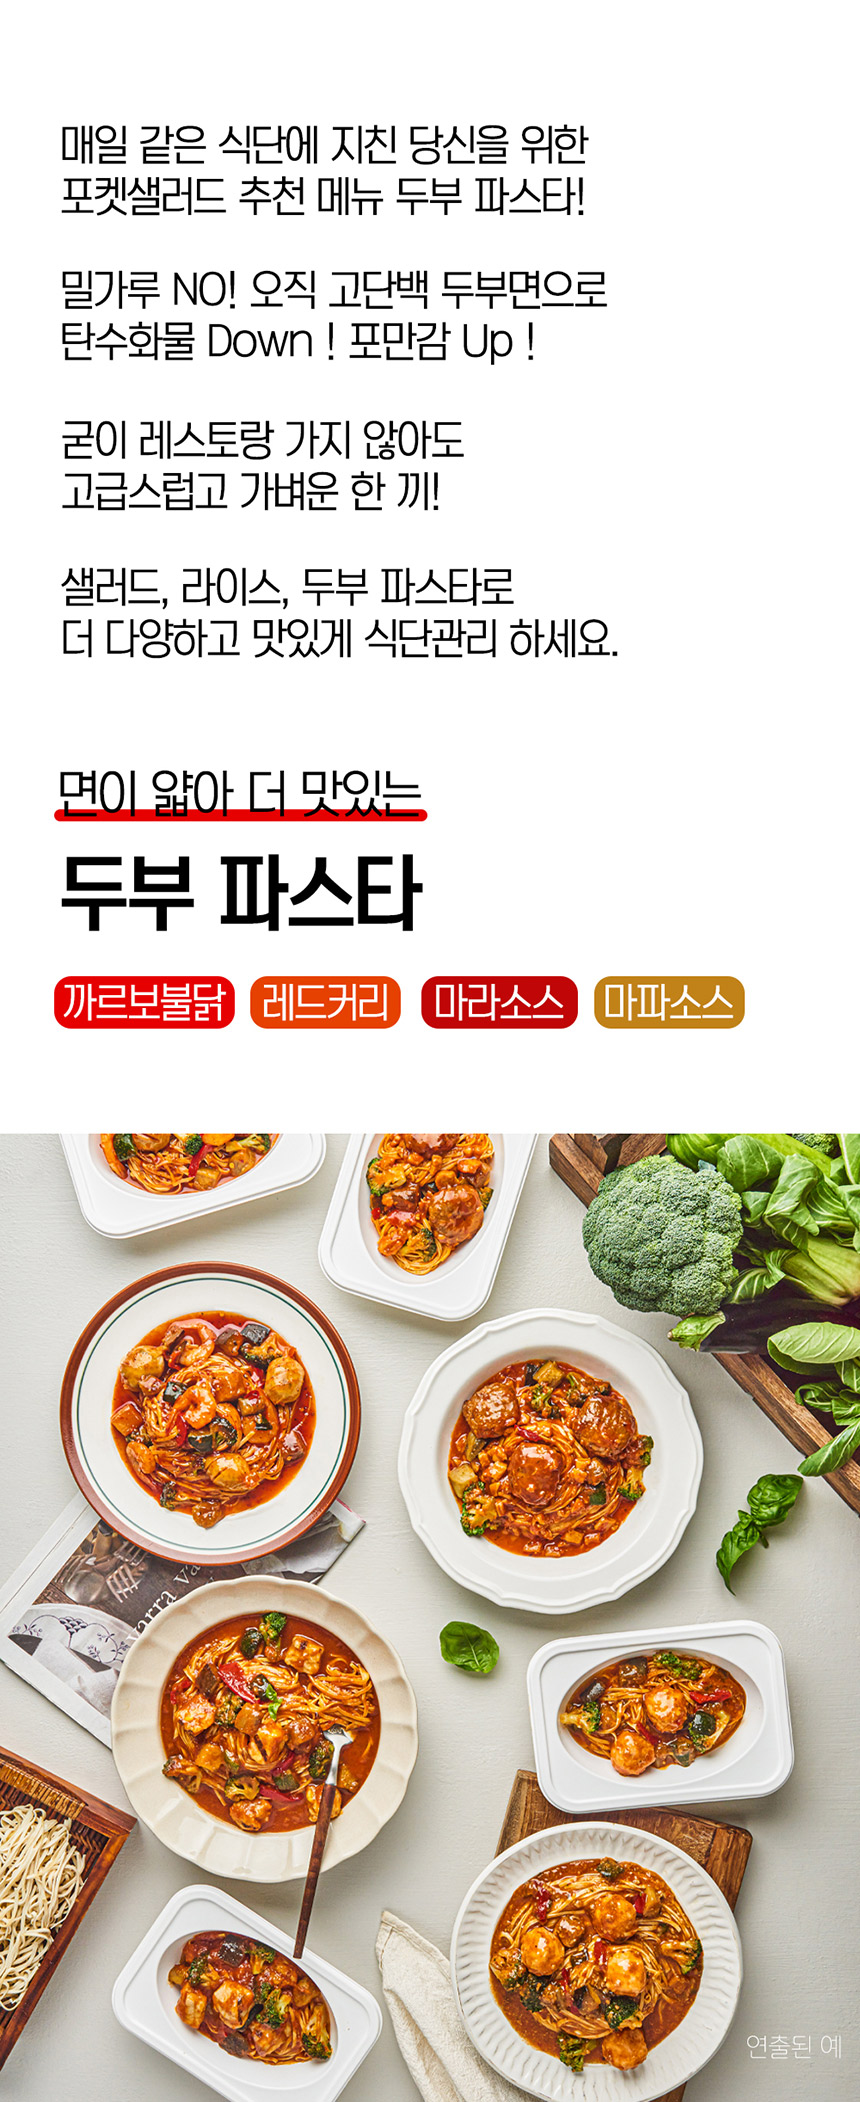 매일 같은 식단에 지친 당신을 위한
포켓샐러드 추천 메뉴 두부 파스타!
밀가루 NO! 오직 고단백 두부면으로
탄수화물 Down ! 포만감 Up !
굳이 레스토랑 가지 않아도
고급스럽고 가벼운 한 끼!
샐러드, 라이스, 두부 파스타로
더 다양하고 맛있게 식단관리 하세요.
면이 얇아 더 맛있는
두부 파스타
까르보불닭 레드커리 마라소스 마파소스
연출된 예